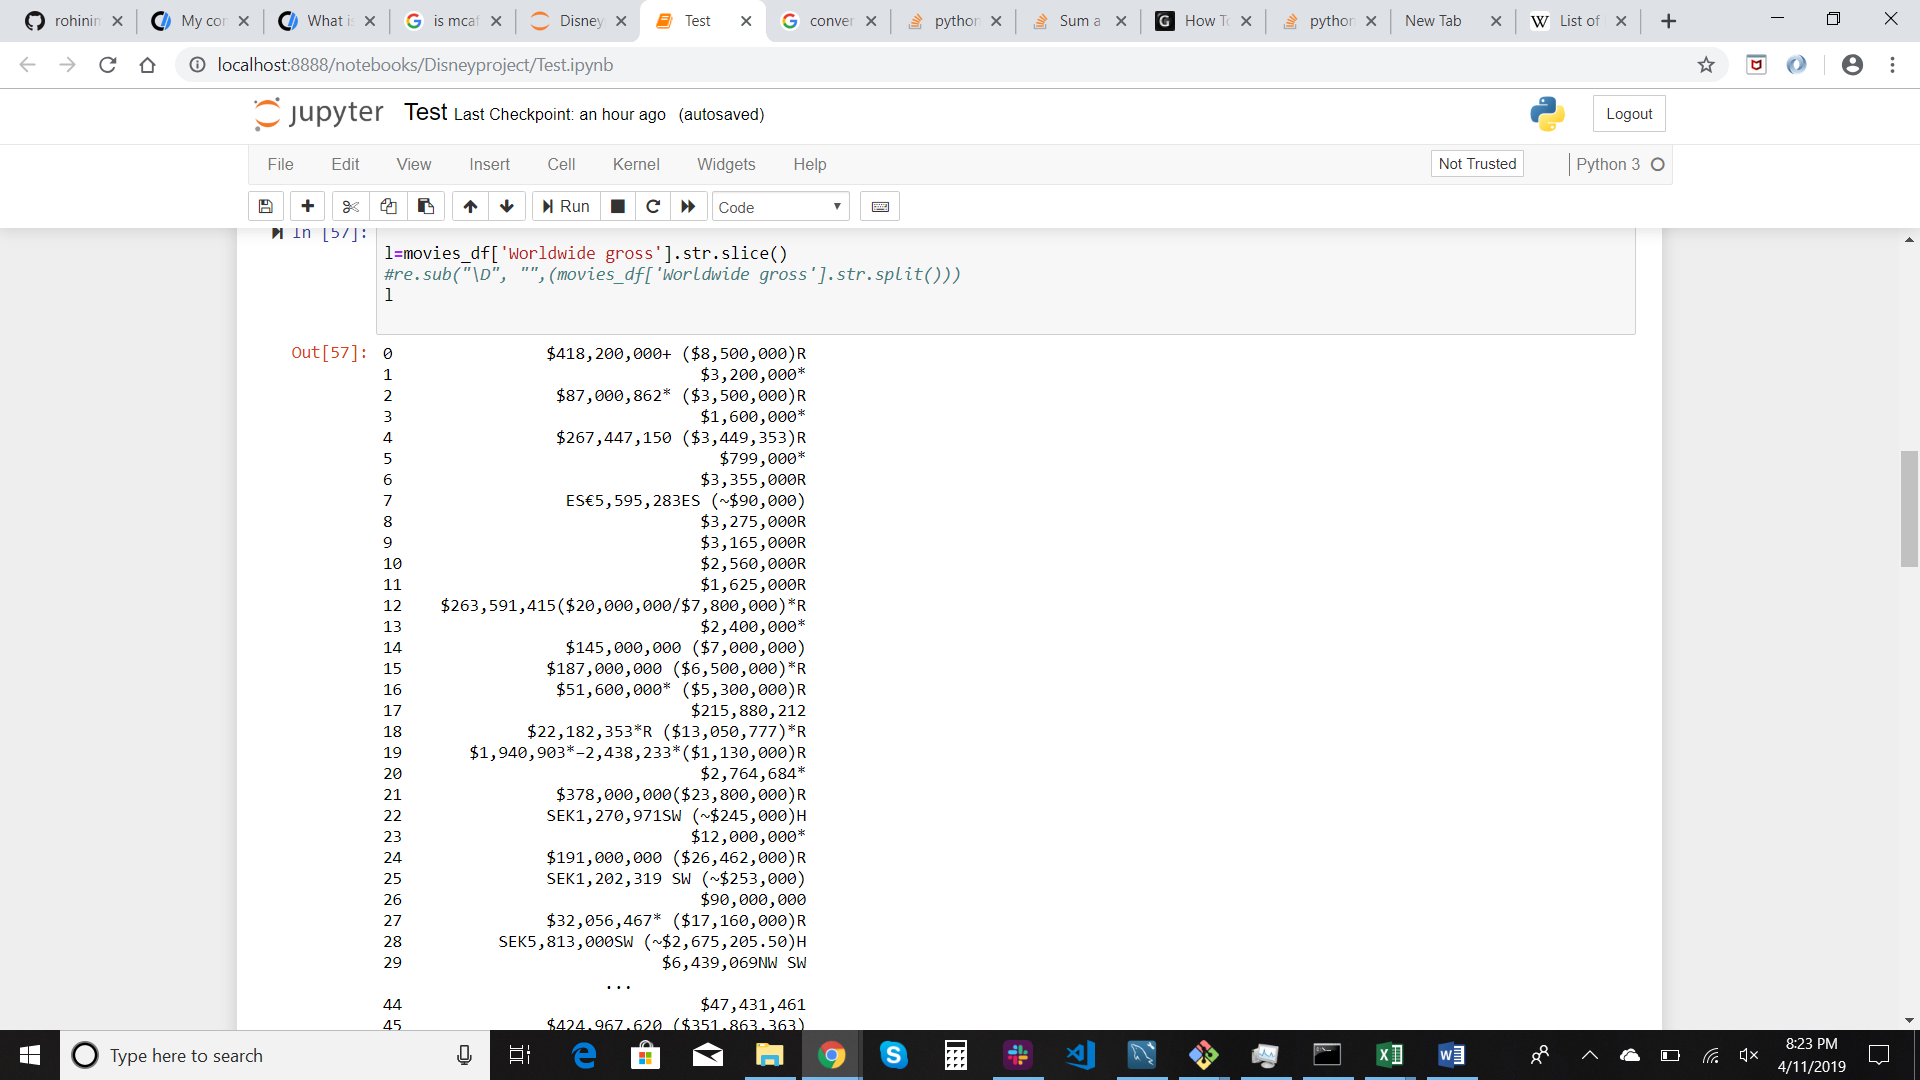 rohinin
My cor
What is
is mcaf
Disney
Test
conver
python
Sum a
G
How To
python
New Tab
W
List of
localhost:8888/notebooks/Disneyproject/Test.ipynb
jupyter Test Last Checkpoint: an hour ago (autosaved)
Logout
File Edit View Insert Cell Kernel Widgets Help
Not Trusted
Python 3
Run
Code
In [57]:
l=movies_df['Worldwide gross'].str.slice()
#re.sub("\D", "",(movies_df['Worldwide gross'].str.split()))
l
Out[57]: 0 $418,200,000+ ($8,500,000)R
1 $3,200,000*
2 $87,000,862* ($3,500,000)R
3 $1,600,000*
4 $267,447,150 ($3,449,353)R
5 $799,000*
6 $3,355,000R
7 ES€5,595,283ES (~$90,000)
8 $3,275,000R
9 $3,165,000R
10 $2,560,000R
11 $1,625,000R
12 $263,591,415($20,000,000/$7,800,000)*R
13 $2,400,000*
14 $145,000,000 ($7,000,000)
15 $187,000,000 ($6,500,000)*R
16 $51,600,000* ($5,300,000)R
17 $215,880,212
18 $22,182,353*R ($13,050,777)*R
19 $1,940,903*–2,438,233*($1,130,000)R
20 $2,764,684*
21 $378,000,000($23,800,000)R
22 SEK1,270,971SW (~$245,000)H
23 $12,000,000*
24 $191,000,000 ($26,462,000)R
25 SEK1,202,319 SW (~$253,000)
26 $90,000,000
27 $32,056,467* ($17,160,000)R
28 SEK5,813,000SW (~$2,675,205.50)H
29 $6,439,069NW SW
...
44 $47,431,461
45 $424,967,620 ($351,863,363)
Type here to search
8:23 PM
4/11/2019